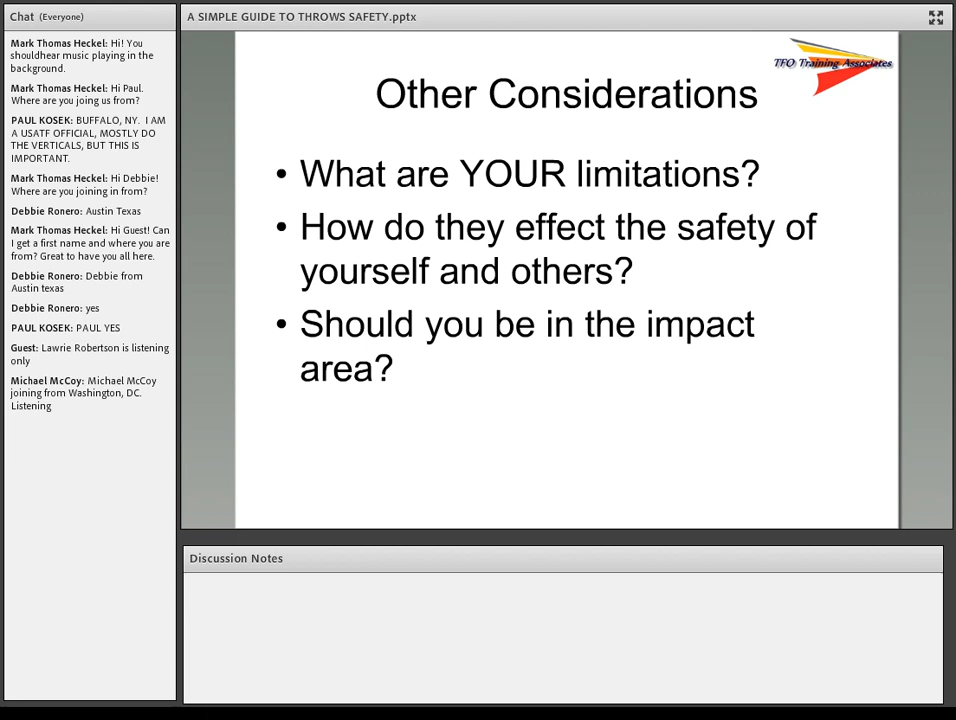 Chat (Everyone)
Mark Thomas Heckel: Hi! You
shouldhear music playing in the
background.
Mark Thomas Heckel: Hi Paul.
Where are you joing us from?
PAUL KOSEK: BUFFALO, NY. I AM
A USATF OFFICIAL, MOSTLY DO
THE VERTICALS, BUT THIS IS
IMPORTANT.
Mark Thomas Heckel: Hi Debbie!
Where are you joining in from?
Debbie Ronero: Austin Texas
Mark Thomas Heckel: Hi Guest! Can
I get a first name and where you are
from? Great to have you all here.
Debbie Ronero: Debbie from
Austin texas
Debbie Ronero: yes
PAUL KOSEK: PAUL YES
Guest: Lawrie Robertson is listening
only
Michael McCoy: Michael McCoy
joining from Washington, DC.
Listening
A SIMPLE GUIDE TO THROWS SAFETY.pptx
TFO Training Associates
Other Considerations
• What are YOUR limitations?
• How do they effect the safety of
yourself and others?
• Should you be in the impact
area?
Discussion Notes